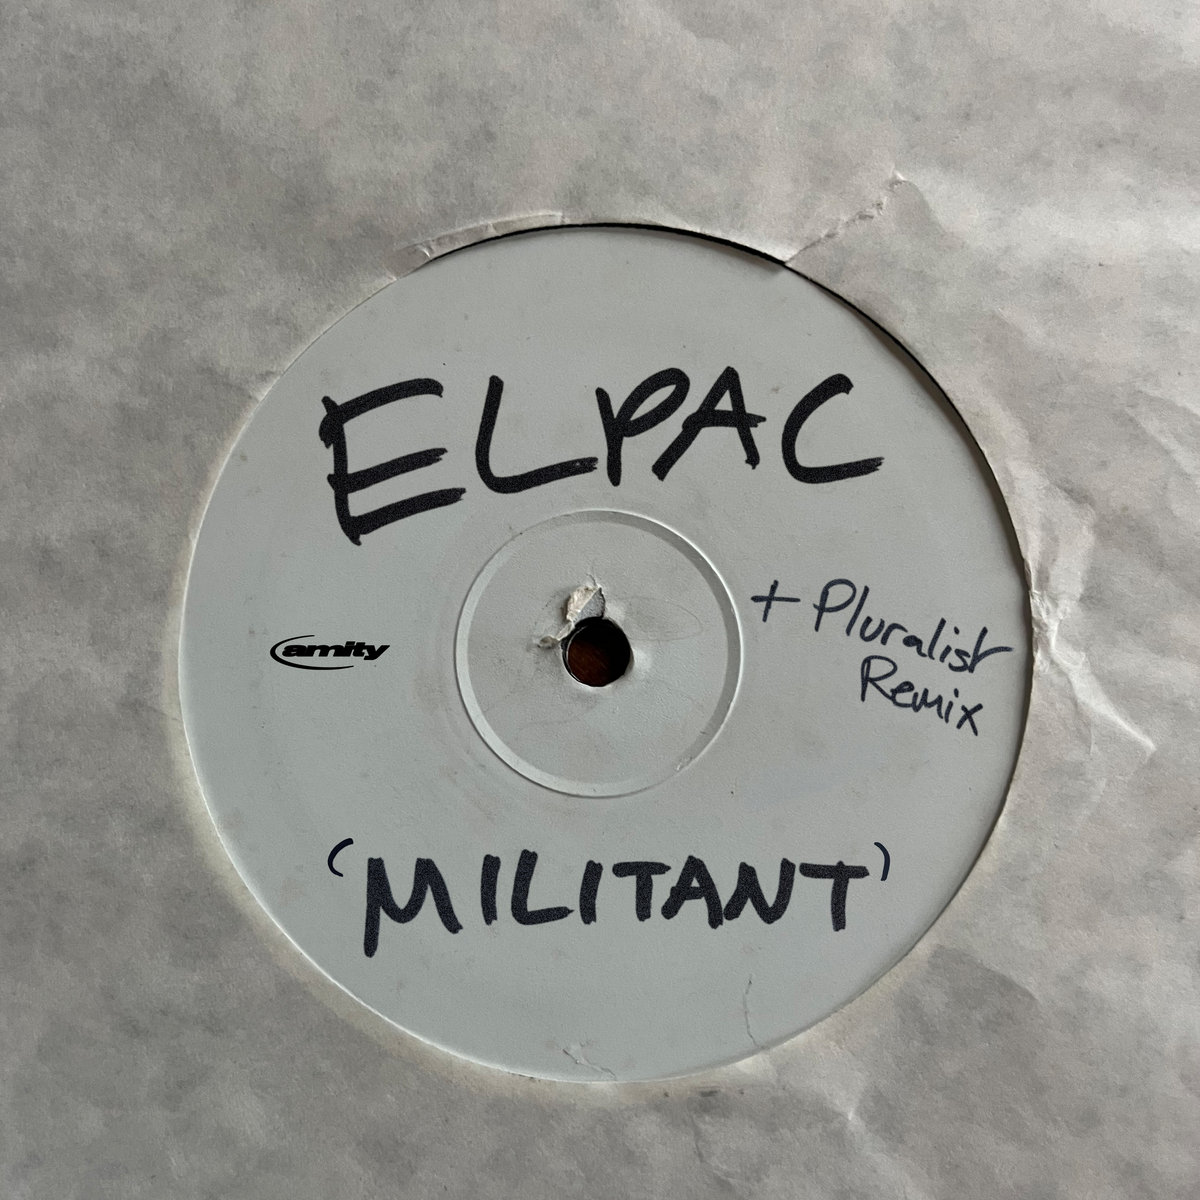 ELPAC
+ Pluralist
Remix
amity
(MILITANT)